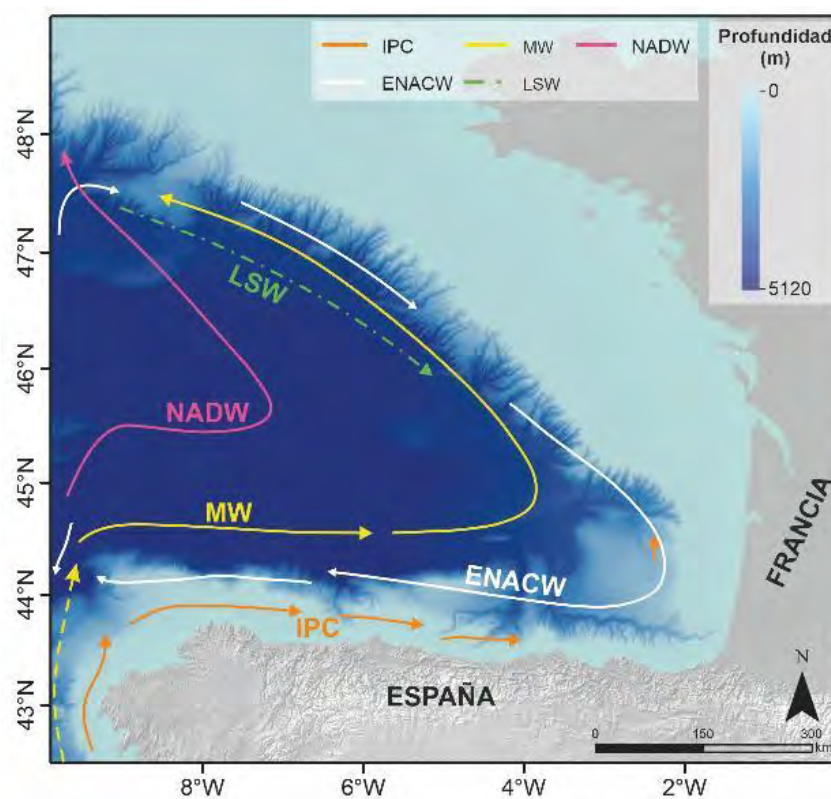 IPC MW NADW
ENACW LSW
Profundidad
(m)
0
5120
48°N
47°N
46°N
45°N
44°N
43°N
LSW
NADW
MW
ENACW
IPC
FRANCIA
ESPAÑA
N
0 150 300
km
8°W 6°W 4°W 2°W